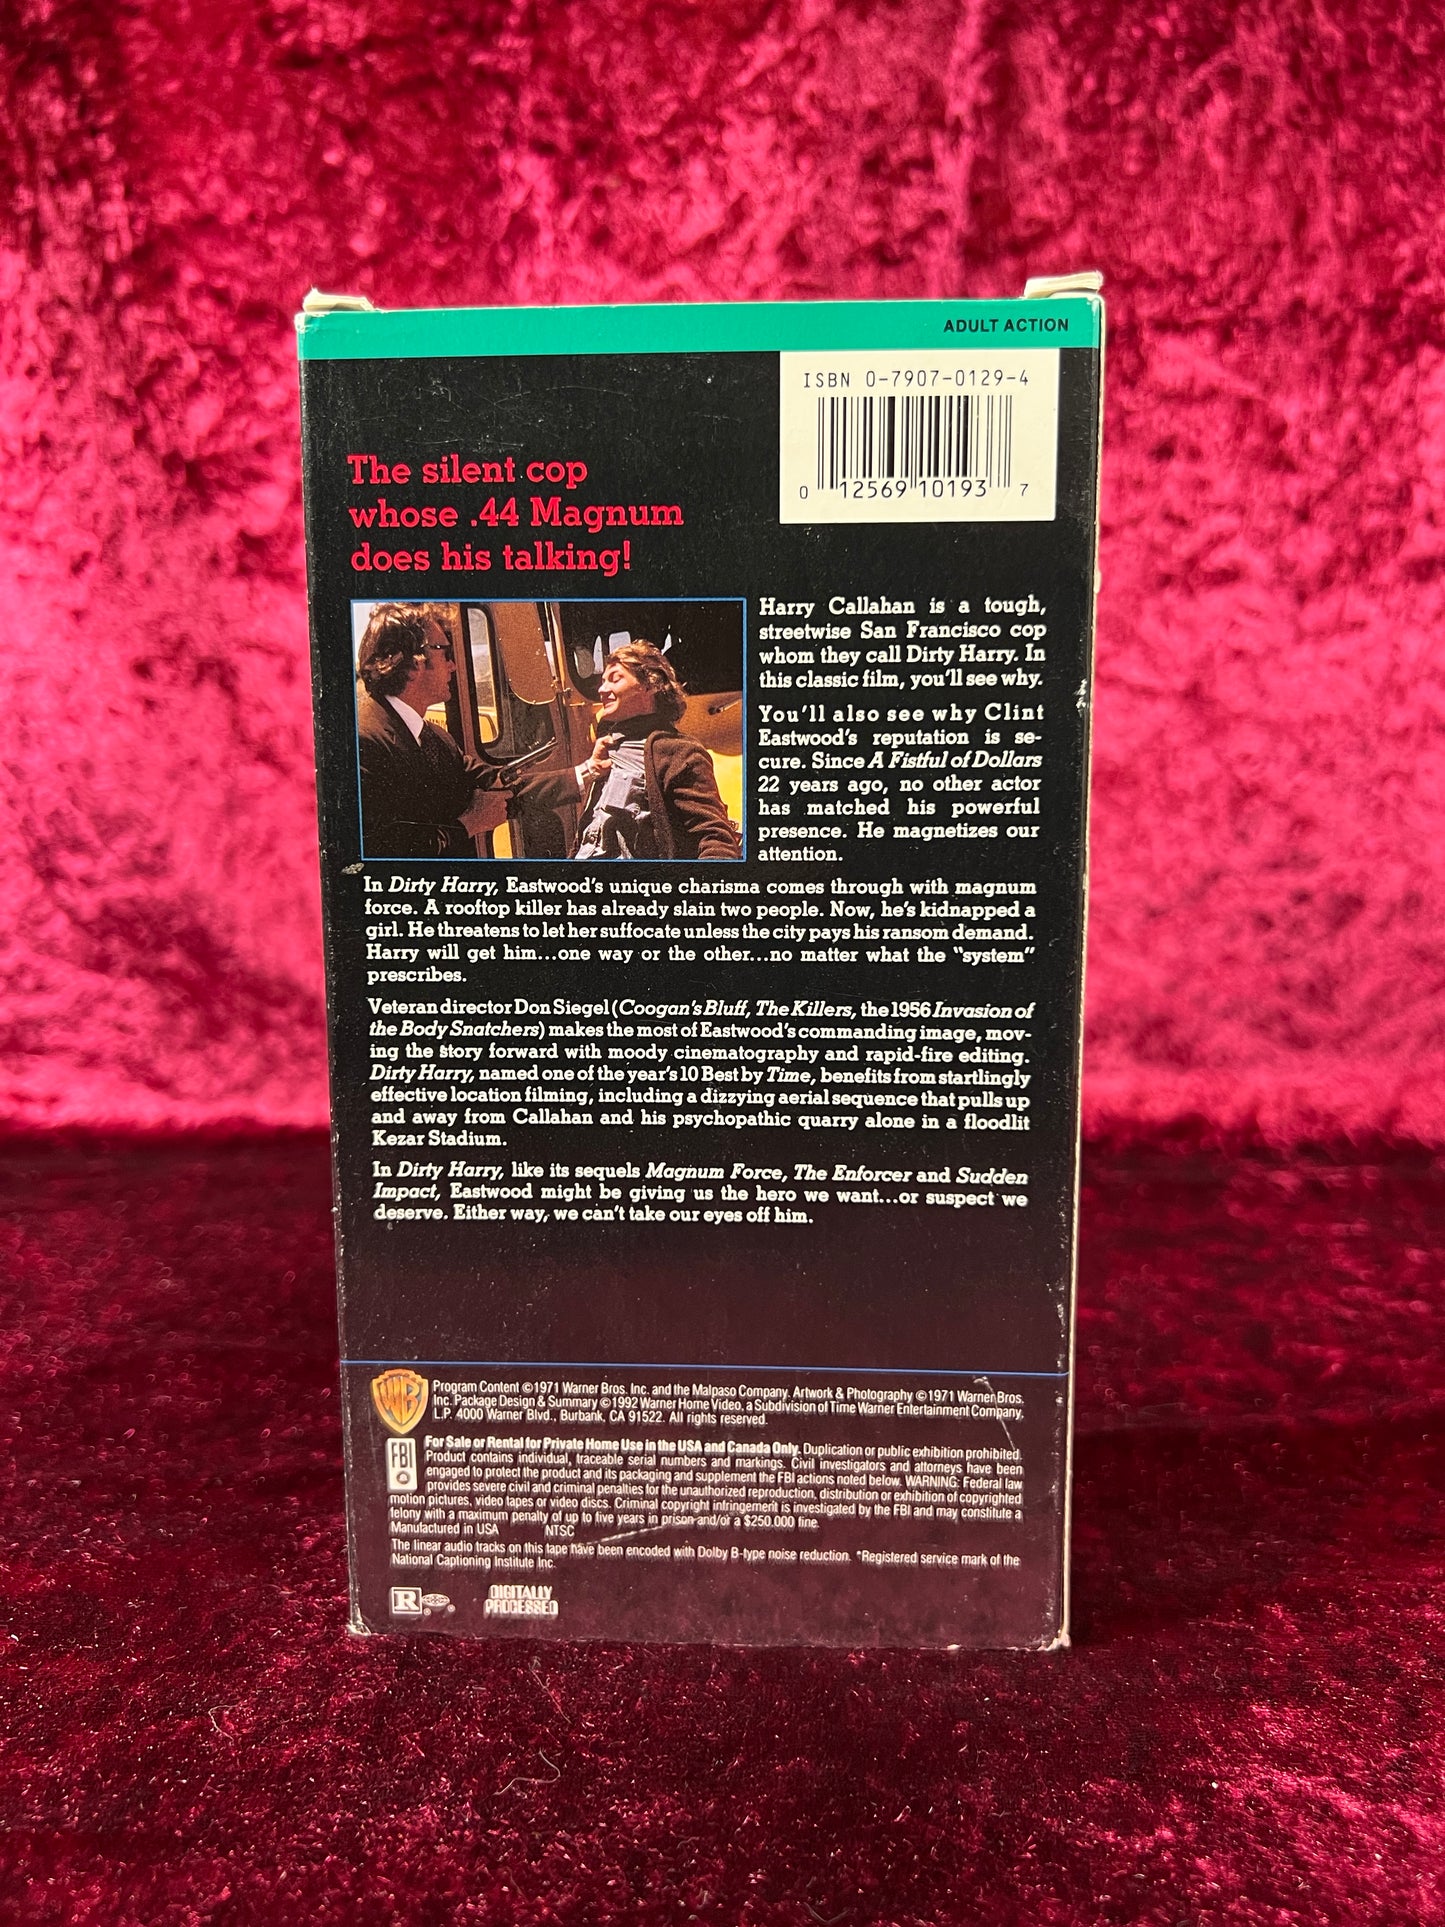 ADULT ACTION
ISBN 0-7907-0129-4
0 12569 10193 7
The silent cop
whose .44 Magnum
does his talking!
Harry Callahan is a tough,
streetwise San Francisco cop
whom they call Dirty Harry. In
this classic film, you'll see why.
You'll also see why Clint
Eastwood's reputation is se-
cure. Since A Fistful of Dollars
22 years ago, no other actor
has matched his powerful
presence. He magnetizes our
attention.
In Dirty Harry, Eastwood's unique charisma comes through with magnum
force. A rooftop killer has already slain two people. Now, he's kidnapped a
girl. He threatens to let her suffocate unless the city pays his ransom demand.
Harry will get him...one way or the other...no matter what the "system"
prescribes.
Veteran director Don Siegel (Coogan's Bluff, The Killers, the 1956 Invasion of
the Body Snatchers) makes the most of Eastwood's commanding image, mov-
ing the story forward with moody cinematography and rapid-fire editing.
Dirty Harry, named one of the year's 10 Best by Time, benefits from startlingly
effective location filming, including a dizzying aerial sequence that pulls up
and away from Callahan and his psychopathic quarry alone in a floodlit
Kezar Stadium.
In Dirty Harry, like its sequels Magnum Force, The Enforcer and Sudden
Impact, Eastwood might be giving us the hero we want...or suspect we
deserve. Either way, we can't take our eyes off him.
WB
Program Content ©1971 Warner Bros. Inc. and the Malpaso Company. Artwork & Photography ©1971 Warner Bros.
Inc. Package Design & Summary ©1992 Warner Home Video, a Subdivision of Time Warner Entertainment Company,
L.P. 4000 Warner Blvd., Burbank, CA 91522. All rights reserved.
FBI
For Sale or Rental for Private Home Use in the USA and Canada Only. Duplication or public exhibition prohibited.
Product contains individual, traceable serial numbers and markings. Civil investigators and attorneys have been
engaged to protect the product and its packaging and supplement the FBI actions noted below. WARNING: Federal law
provides severe civil and criminal penalties for the unauthorized reproduction, distribution or exhibition of copyrighted
motion pictures, video tapes or video discs. Criminal copyright infringement is investigated by the FBI and may constitute a
felony with a maximum penalty of up to five years in prison and/or a $250.000 fine.
Manufactured in USA NTSC
The linear audio tracks on this tape have been encoded with Dolby B-type noise reduction. *Registered service mark of the
National Captioning Institute Inc.
R ® ®
DIGITALLY
PROCESSED